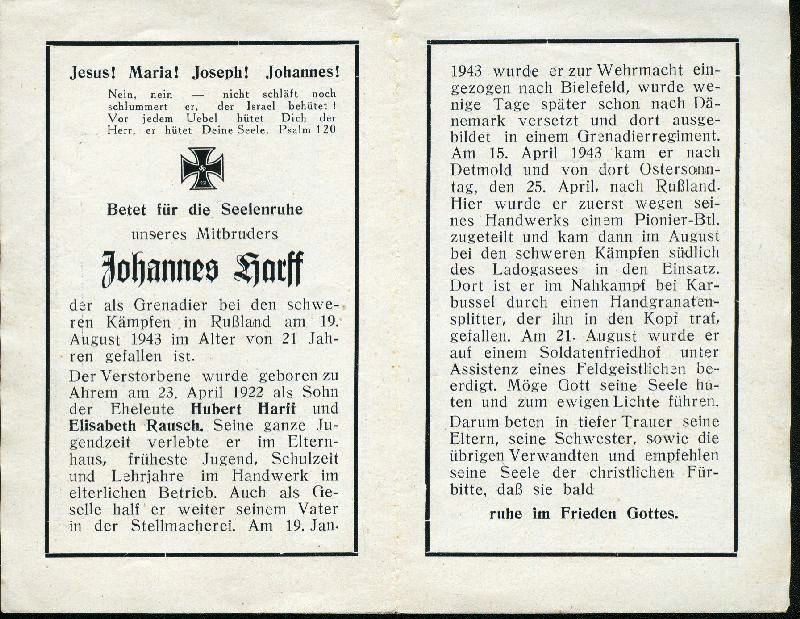 Jesus! Maria! Joseph! Johannes!
Nein, nein — nicht schläft noch
schlummert er, der Israel behütet!
Vor jedem Uebel hütet Dich der
Herr, er hütet Deine Seele. Psalm 120
Betet für die Seelenruhe
unseres Mitbruders
Johannes Harff
der als Grenadier bei den schwe-
ren Kämpfen in Rußland am 19.
August 1943 im Alter von 21 Jah-
ren gefallen ist.
Der Verstorbene wurde geboren zu
Ahrem am 23. April 1922 als Sohn
der Eheleute Hubert Harff und
Elisabeth Rausch. Seine ganze Ju-
gendzeit verlebte er im Eltern-
haus, früheste Jugend, Schulzeit
und Lehrjahre im Handwerk im
elterlichen Betrieb. Auch als Ge-
selle half er weiter seinem Vater
in der Stellmacherei. Am 19. Jan.
1943 wurde er zur Wehrmacht ein-
gezogen nach Bielefeld, wurde we-
nige Tage später schon nach Dä-
nemark versetzt und dort ausge-
bildet in einem Grenadierregiment.
Am 15. April 1943 kam er nach
Detmold und von dort Ostersonn-
tag, den 25. April, nach Rußland.
Hier wurde er zuerst wegen sei-
nes Handwerks einem Pionier-Btl.
zugeteilt und kam dann im August
bei den schweren Kämpfen südlich
des Ladogasees in den Einsatz.
Dort ist er im Nahkampf bei Kar-
bussel durch einen Handgranaten-
splitter, der ihn in den Kopf traf,
gefallen. Am 21. August wurde er
auf einem Soldatenfriedhof unter
Assistenz eines Feldgeistlichen be-
erdigt. Möge Gott seine Seele hü-
ten und zum ewigen Lichte führen.
Darum beten in tiefer Trauer seine
Eltern, seine Schwester, sowie die
übrigen Verwandten und empfehlen
seine Seele der christlichen Für-
bitte, daß sie bald
ruhe im Frieden Gottes.